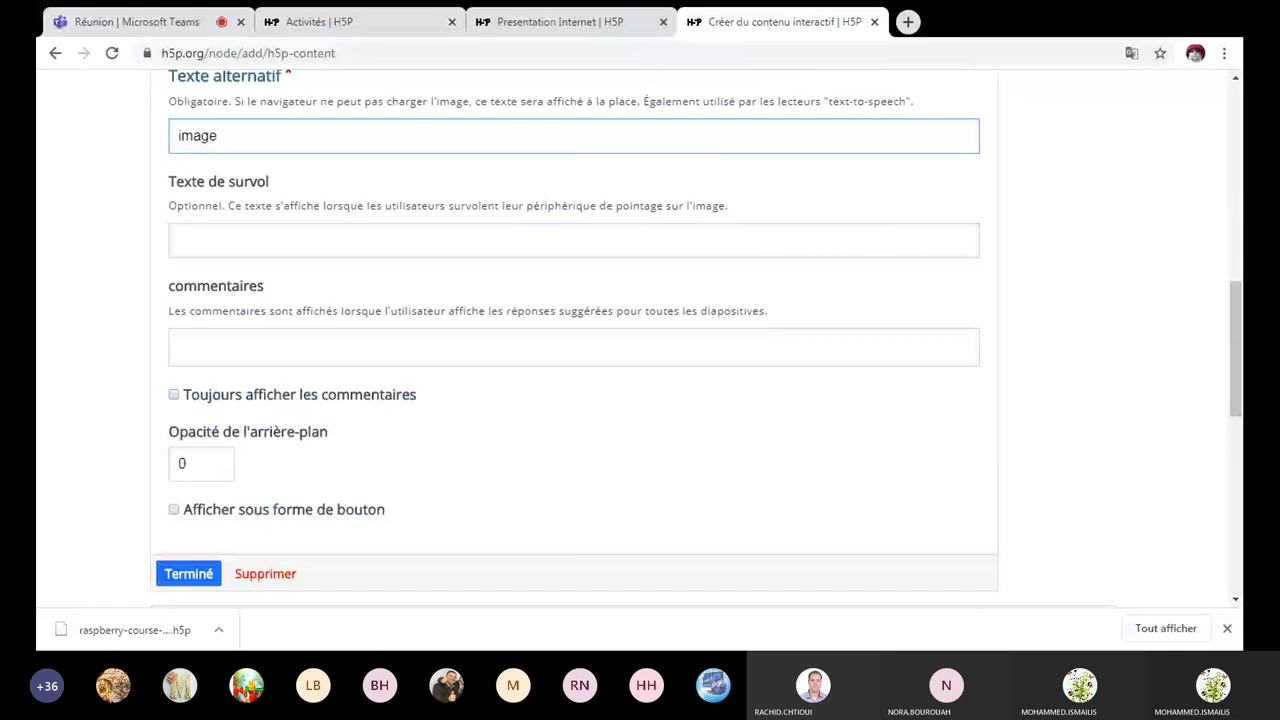 Réunion | Microsoft Teams
H-P Activités | H5P
H-P Presentation Internet | H5P
H-P Créer du contenu interactif | H5P
h5p.org/node/add/h5p-content
Texte alternatif *
Obligatoire. Si le navigateur ne peut pas charger l'image, ce texte sera affiché à la place. Également utilisé par les lecteurs "text-to-speech".
image
Texte de survol
Optionnel. Ce texte s'affiche lorsque les utilisateurs survolent leur périphérique de pointage sur l'image.
commentaires
Les commentaires sont affichés lorsque l'utilisateur affiche les réponses suggérées pour toutes les diapositives.
Toujours afficher les commentaires
Opacité de l'arrière-plan
0
Afficher sous forme de bouton
Terminé Supprimer
raspberry-course-....h5p
Tout afficher
+36
LB
BH
M
RN
HH
N
RACHID.CHTIOUI
NORA.BOUROUAH
MOHAMMED.ISMAILIS
MOHAMMED.ISMAILIS